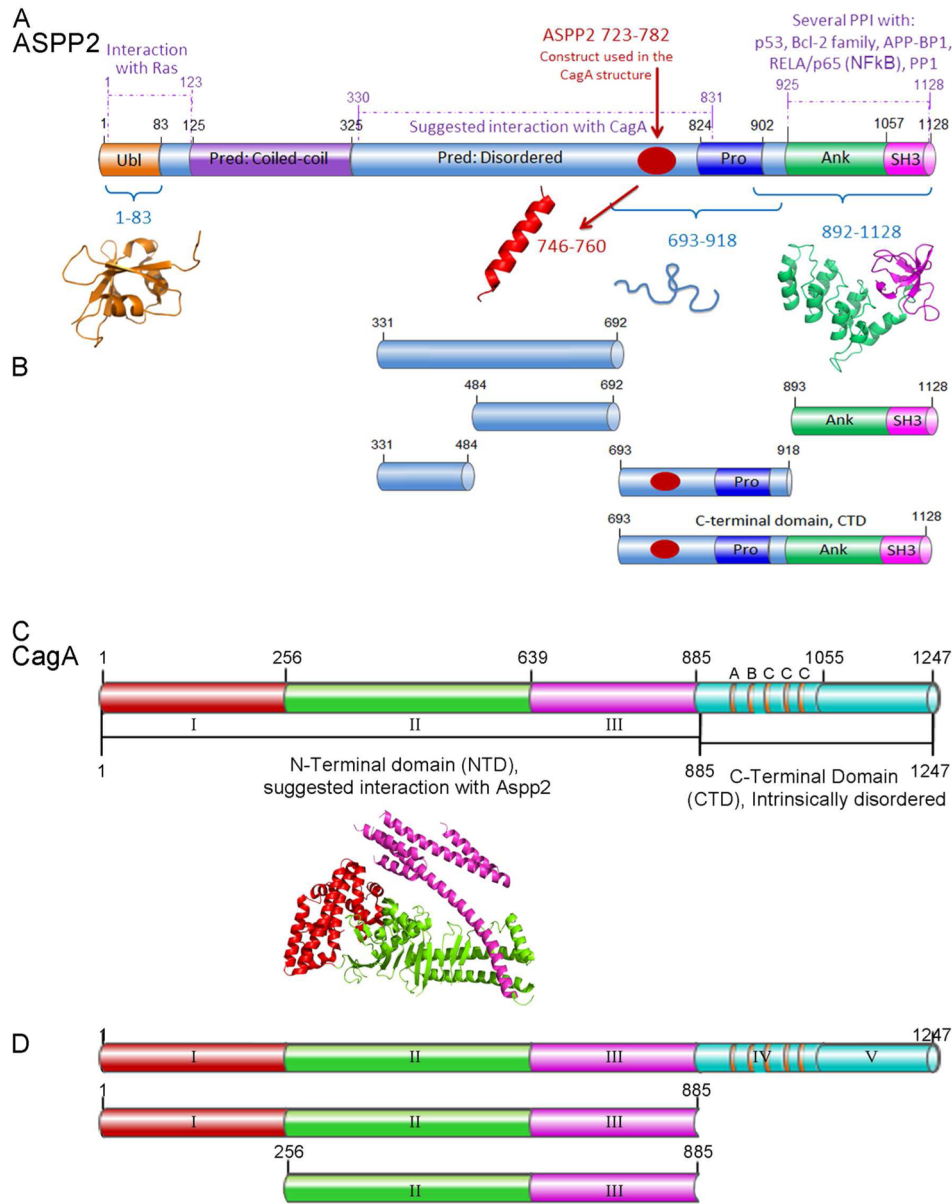 A
ASPP2
Interaction
with Ras
1
123
ASPP2 723-782
Construct used in the
CagA structure
Several PPI with:
p53, Bcl-2 family, APP-BP1,
RELA/p65 (NFkB), PP1
330
831
925
1128
Suggested interaction with CagA
1
83
125
325
824
902
1057
1128
Ubl
Pred: Coiled-coil
Pred: Disordered
Pro
Ank
SH3
1-83
746-760
693-918
892-1128
B
331
692
484
692
893
1128
Ank
SH3
331
484
693
918
Pro
693
C-terminal domain, CTD
1128
Pro
Ank
SH3
C
CagA
1
256
639
885
1055
1247
A B C C C
I
II
III
1
885
1247
N-Terminal domain (NTD),
suggested interaction with Aspp2
C-Terminal Domain
(CTD), Intrinsically disordered
D
1
1247
I
II
III
IV
V
1
885
I
II
III
256
885
II
III